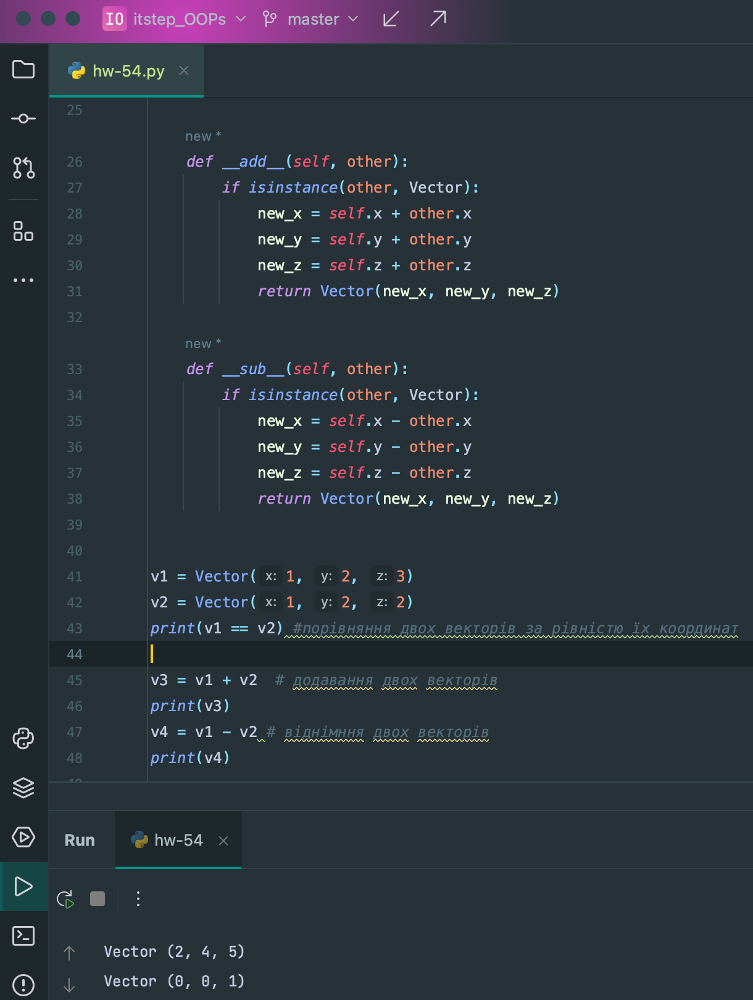 IO itstep_OOPs master
hw-54.py
25
new *
26 def __add__(self, other):
27 if isinstance(other, Vector):
28 new_x = self.x + other.x
29 new_y = self.y + other.y
30 new_z = self.z + other.z
31 return Vector(new_x, new_y, new_z)
32
new *
33 def __sub__(self, other):
34 if isinstance(other, Vector):
35 new_x = self.x - other.x
36 new_y = self.y - other.y
37 new_z = self.z - other.z
38 return Vector(new_x, new_y, new_z)
39
40
41 v1 = Vector( x: 1, y: 2, z: 3)
42 v2 = Vector( x: 1, y: 2, z: 2)
43 print(v1 == v2) #порівняння двох векторів за рівністю їх координат
44
45 v3 = v1 + v2 # додавання двох векторів
46 print(v3)
47 v4 = v1 - v2 # віднімння двох векторів
48 print(v4)
Run hw-54
Vector (2, 4, 5)
Vector (0, 0, 1)